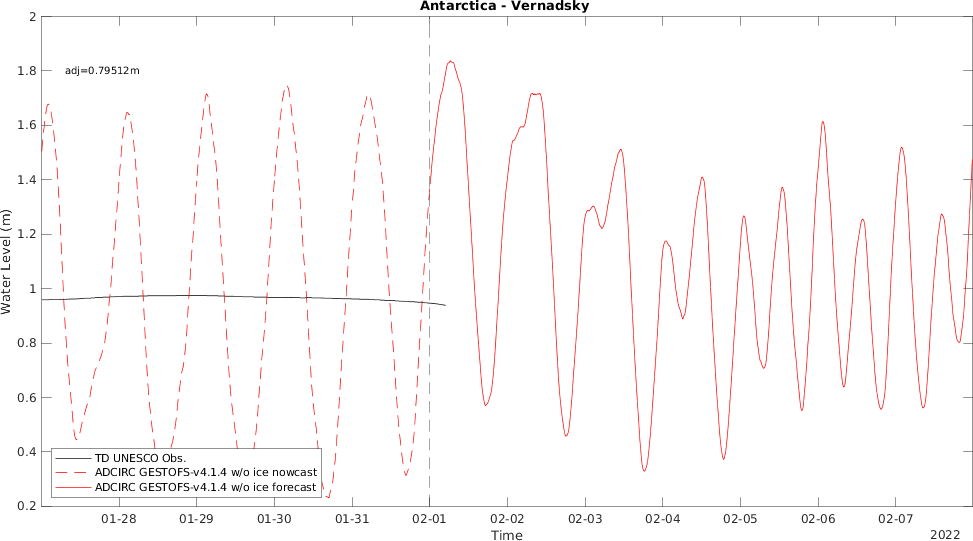 Antarctica - Vernadsky
2
1.8
1.6
1.4
1.2
1
0.8
0.6
0.4
0.2
Water Level (m)
adj=0.79512m
TD UNESCO Obs.
ADCIRC GESTOFS-v4.1.4 w/o ice nowcast
ADCIRC GESTOFS-v4.1.4 w/o ice forecast
01-28 01-29 01-30 01-31 02-01 02-02 02-03 02-04 02-05 02-06 02-07
Time
2022